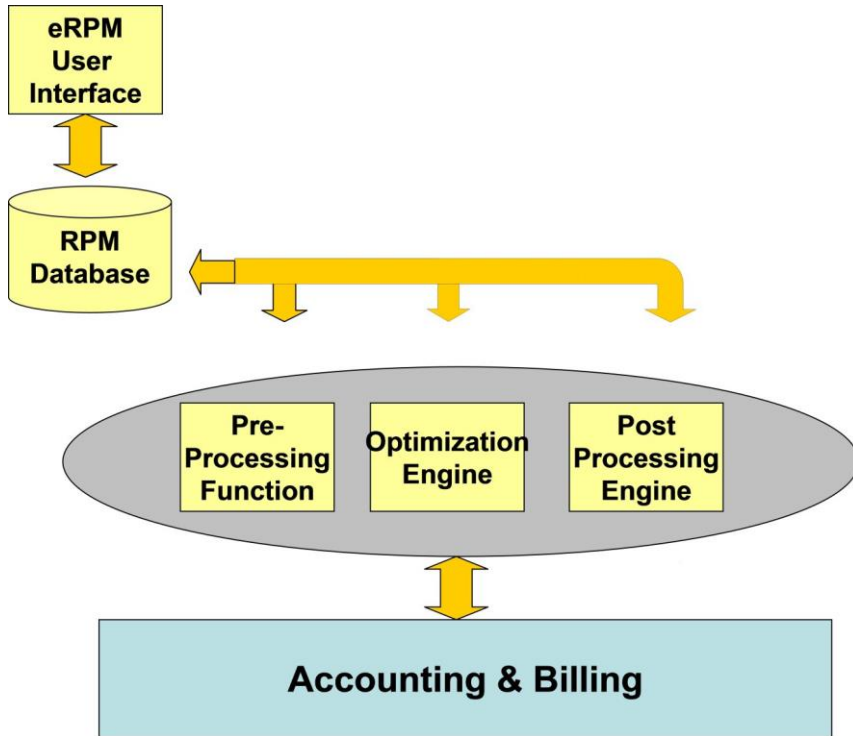 eRPM
User
Interface
RPM
Database
Pre-
Processing
Function
Optimization
Engine
Post
Processing
Engine
Accounting & Billing